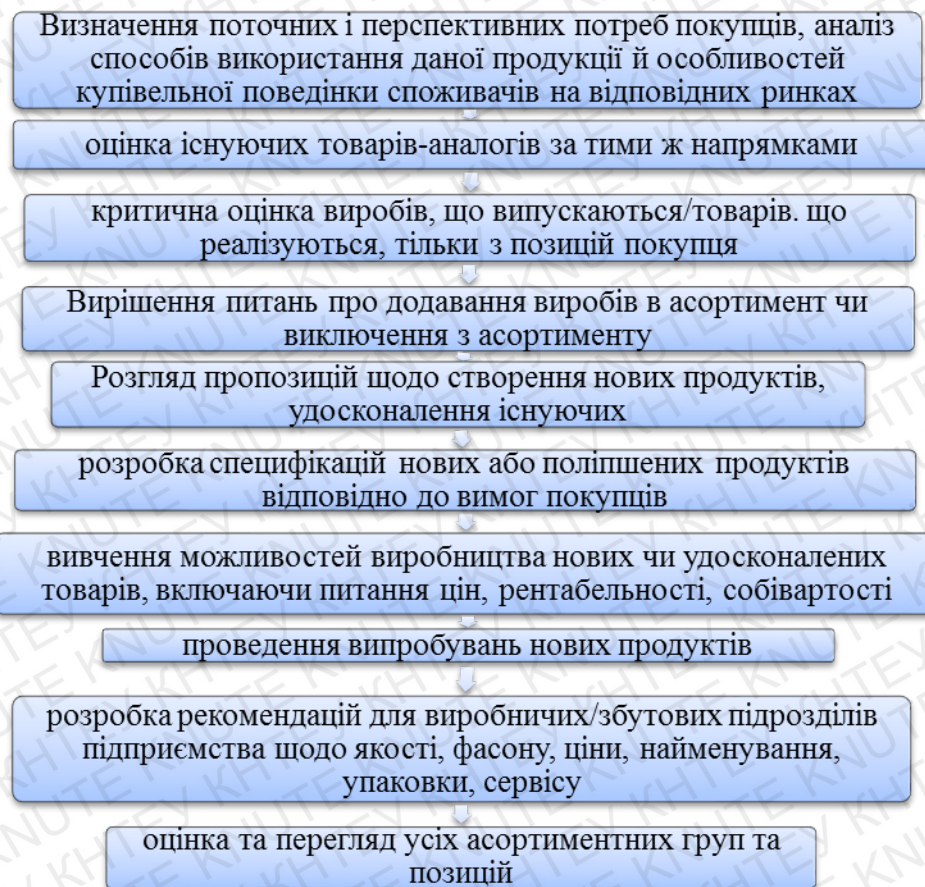 Визначення поточних і перспективних потреб покупців, аналіз
способів використання даної продукції й особливостей
купівельної поведінки споживачів на відповідних ринках
оцінка існуючих товарів-аналогів за тими ж напрямками
критична оцінка виробів, що випускаються/товарів. що
реалізуються, тільки з позицій покупця
Вирішення питань про додавання виробів в асортимент чи
виключення з асортименту
Розгляд пропозицій щодо створення нових продуктів,
удосконалення існуючих
розробка специфікацій нових або поліпшених продуктів
відповідно до вимог покупців
вивчення можливостей виробництва нових чи удосконалених
товарів, включаючи питання цін, рентабельності, собівартості
проведення випробувань нових продуктів
розробка рекомендацій для виробничих/збутових підрозділів
підприємства щодо якості, фасону, ціни, найменування,
упаковки, сервісу
оцінка та перегляд усіх асортиментних груп та
позицій